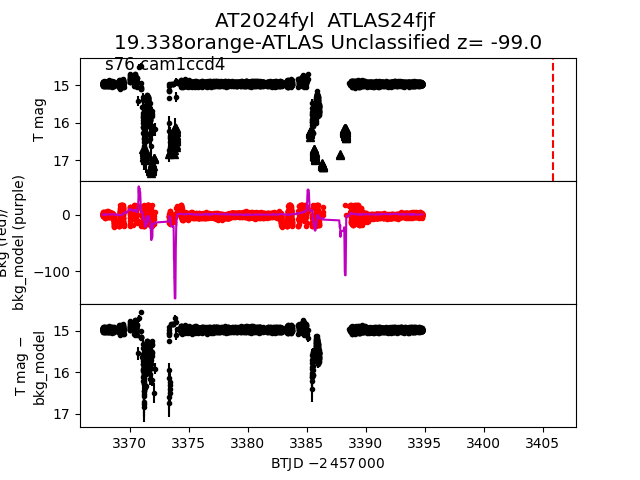 AT2024fyl ATLAS24fjf
19.338orange-ATLAS Unclassified z= -99.0
s76 cam1ccd4
15
16
17
T mag
0
−100
Bkg (red)/
bkg_model (purple)
15
16
17
T mag −
bkg_model
3370 3375 3380 3385 3390 3395 3400 3405
BTJD −2 457 000